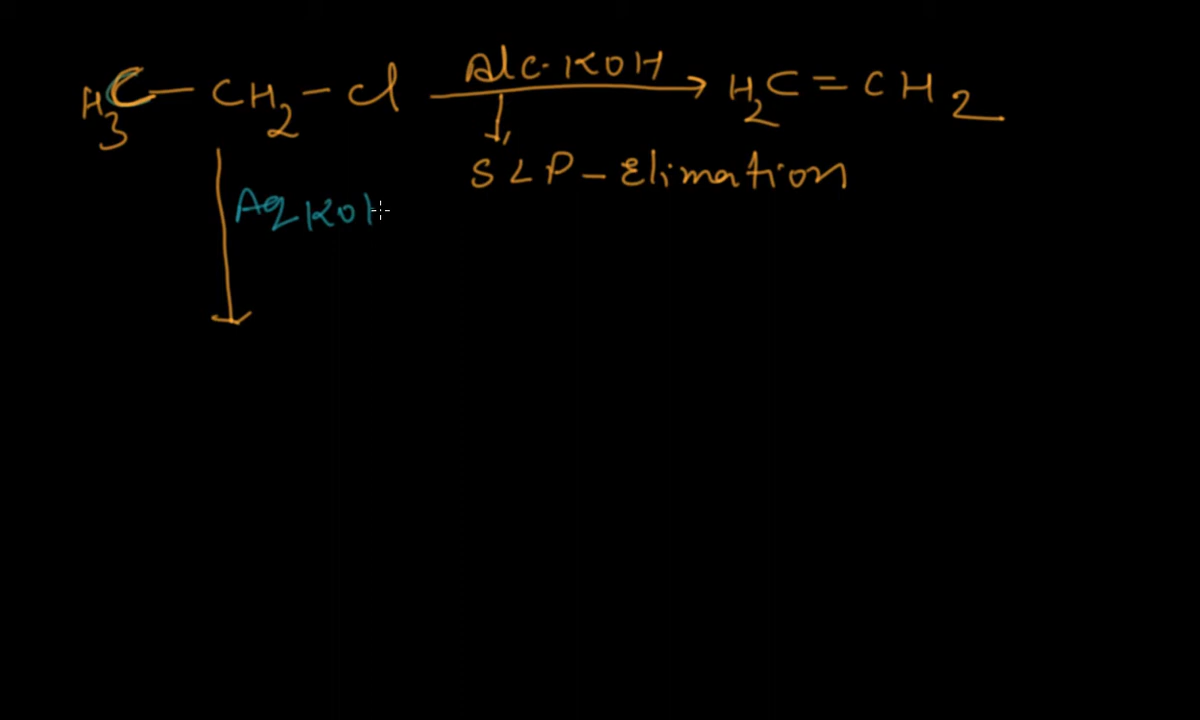 Alc.KOH
H3C-CH2-Cl → H2C=CH2
SLP-Elimation
Aq KOH